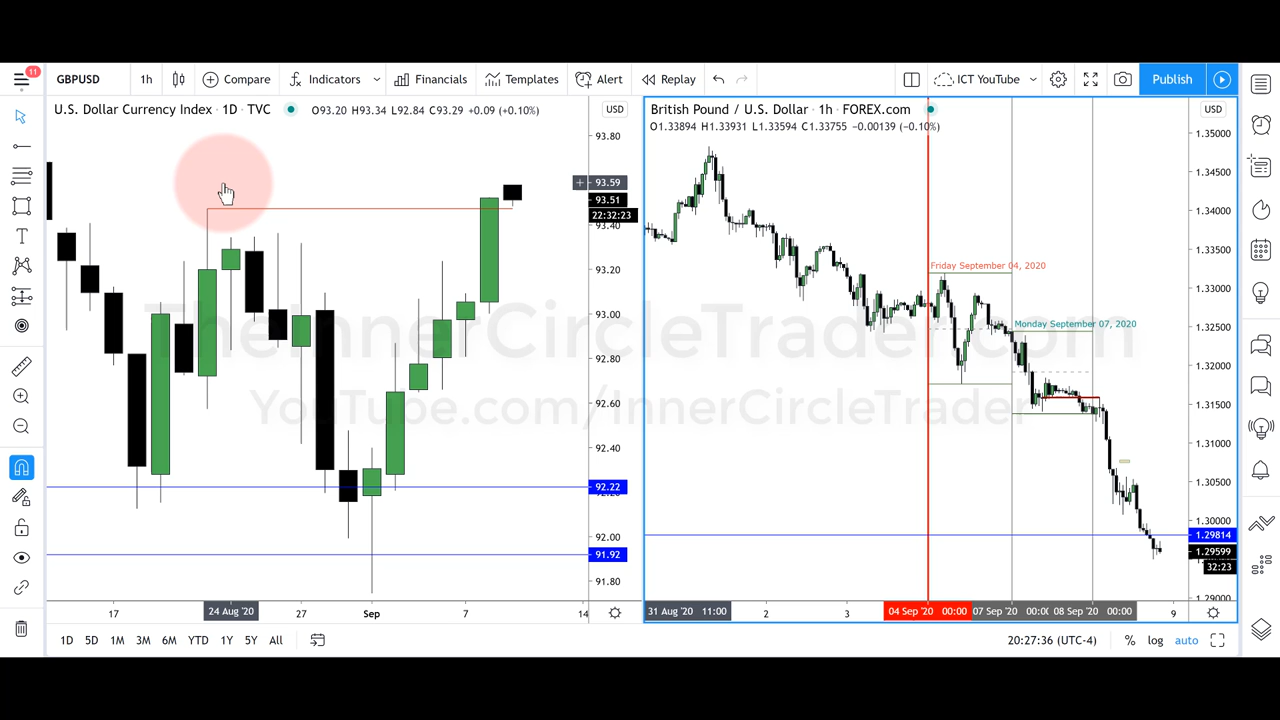 11
GBPUSD
1h
Compare
Indicators
Financials
Templates
Alert
Replay
ICT YouTube
Publish
U.S. Dollar Currency Index · 1D · TVC
O93.20 H93.34 L92.84 C93.29 +0.09 (+0.10%)
USD
93.80
93.59
93.51
22:32:23
93.40
93.20
93.00
92.80
92.60
92.40
92.22
92.00
91.92
91.80
17
24 Aug '20
27
Sep
7
14
British Pound / U.S. Dollar · 1h · FOREX.com
O1.33894 H1.33931 L1.33594 C1.33755 −0.00139 (−0.10%)
USD
Friday September 04, 2020
Monday September 07, 2020
1.35000
1.34500
1.34000
1.33500
1.33000
1.32500
1.32000
1.31500
1.31000
1.30500
1.30000
1.29814
1.29599
32:23
1.29000
31 Aug '20 11:00
2
3
04 Sep '20 00:00
07 Sep '20 00:0
08 Sep '20 00:00
9
TheInnerCircleTrader.com
YouTube.com/InnerCircleTrader
1D 5D 1M 3M 6M YTD 1Y 5Y All
20:27:36 (UTC-4)
% log auto